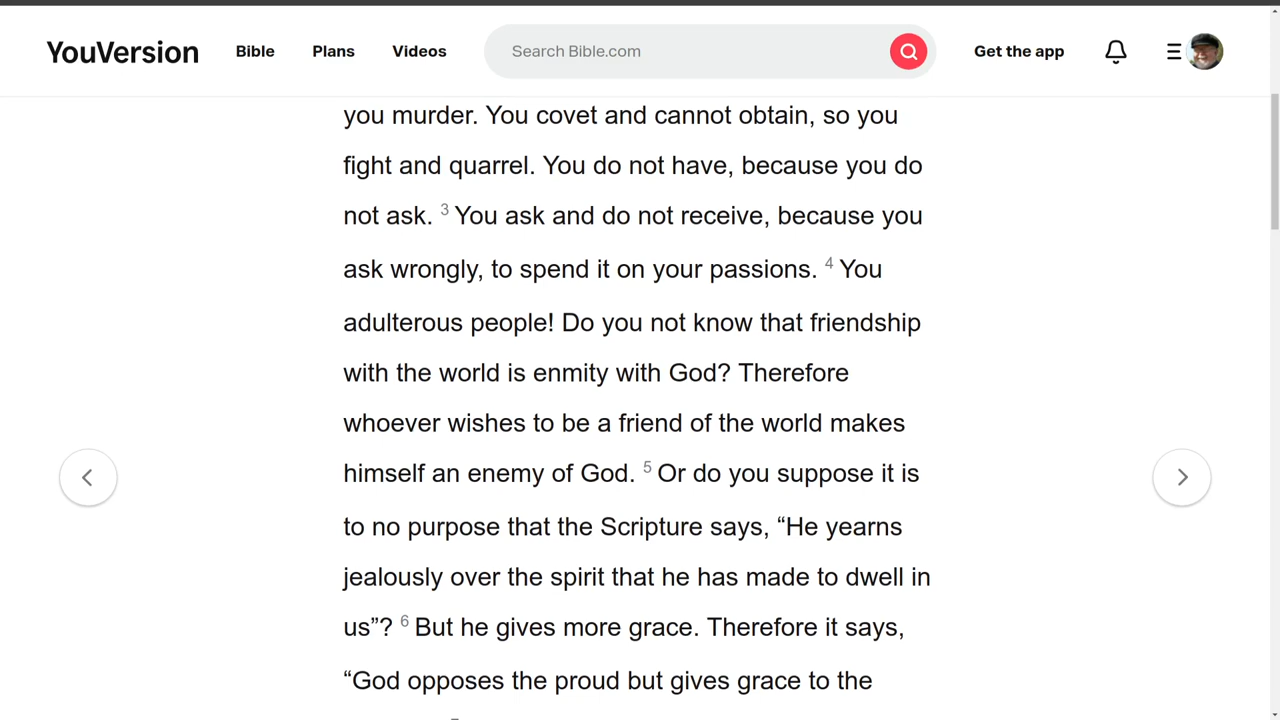 YouVersion Bible Plans Videos Search Bible.com Get the app
you murder. You covet and cannot obtain, so you
fight and quarrel. You do not have, because you do
not ask. 3 You ask and do not receive, because you
ask wrongly, to spend it on your passions. 4 You
adulterous people! Do you not know that friendship
with the world is enmity with God? Therefore
whoever wishes to be a friend of the world makes
himself an enemy of God. 5 Or do you suppose it is
to no purpose that the Scripture says, “He yearns
jealously over the spirit that he has made to dwell in
us”? 6 But he gives more grace. Therefore it says,
“God opposes the proud but gives grace to the